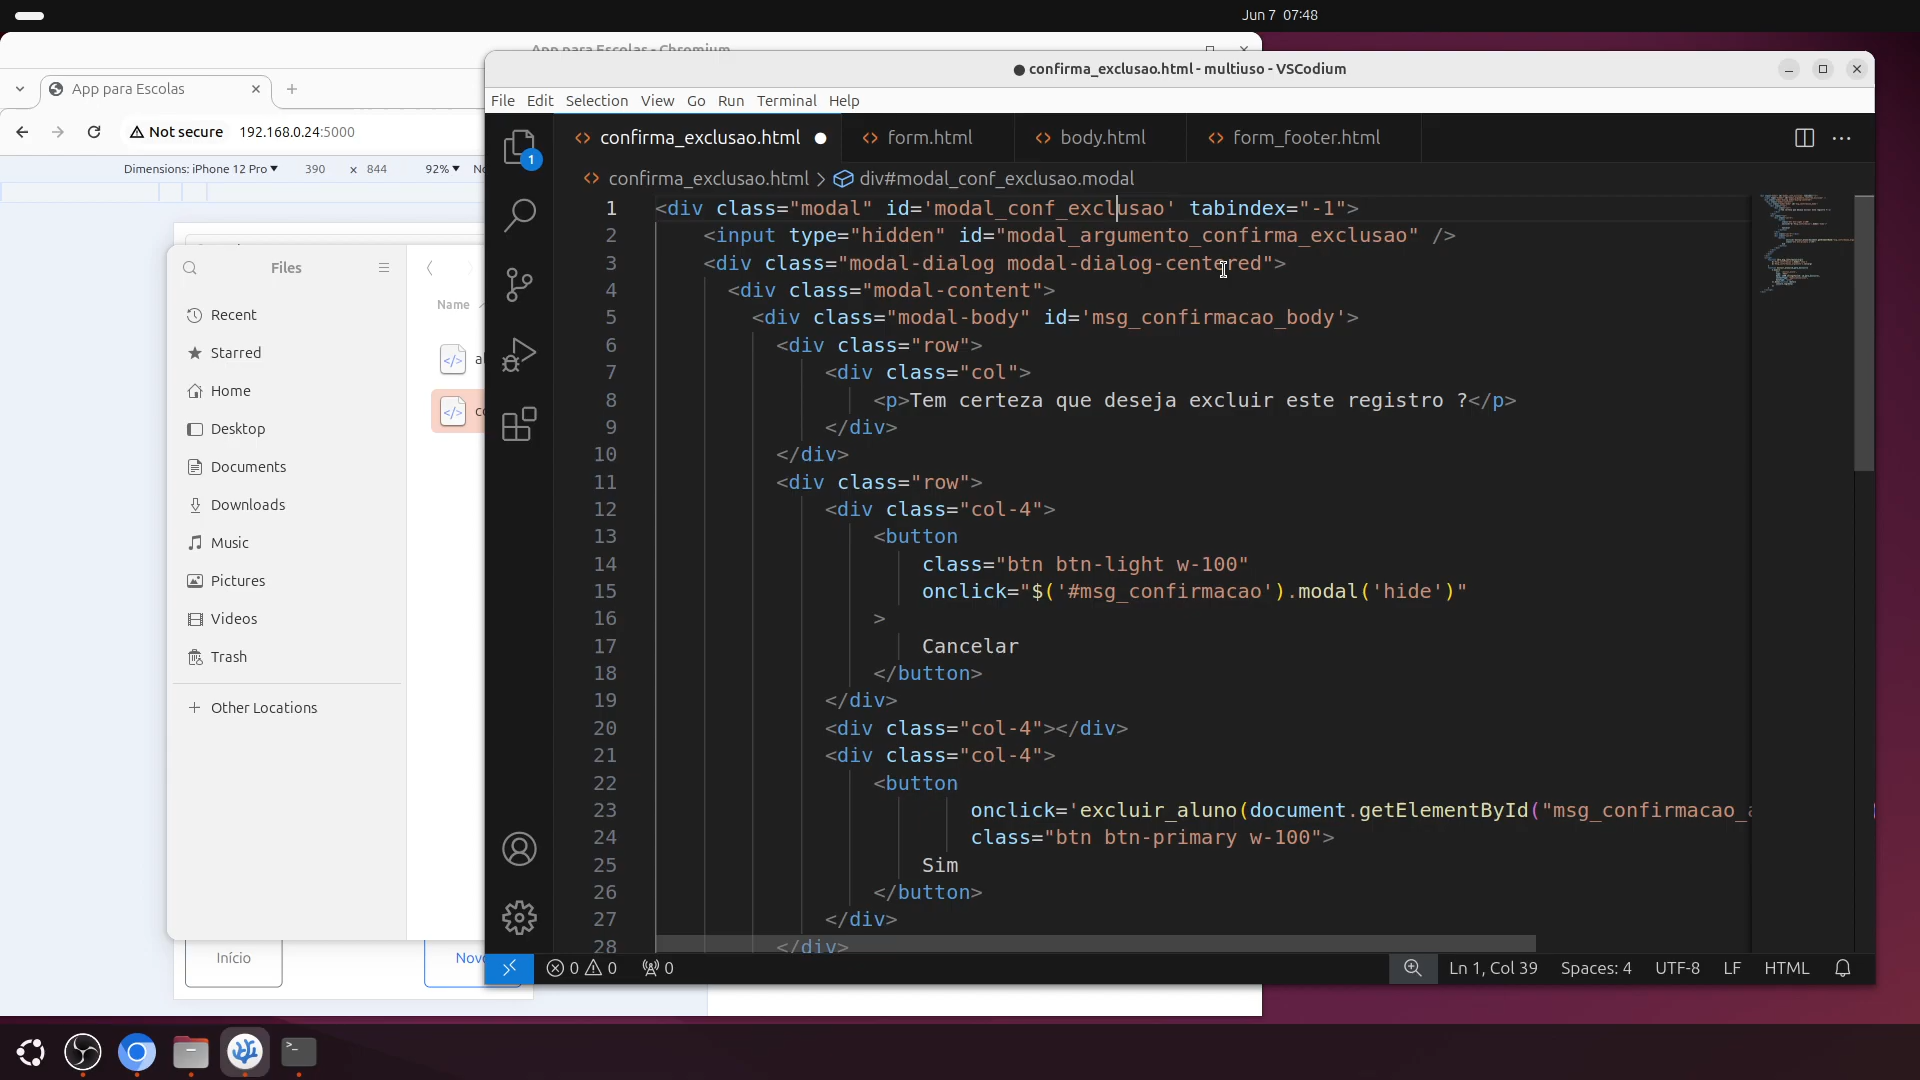 Jun 7 07:48
App para Escolas - Chromium
App para Escolas
Not secure 192.168.0.24:5000
Dimensions: iPhone 12 Pro 390 x 844 92%
Files
Name
Recent
Starred
Home
Desktop
Documents
Downloads
Music
Pictures
Videos
Trash
Other Locations
Início
● confirma_exclusao.html - multiuso - VSCodium
File Edit Selection View Go Run Terminal Help
1
confirma_exclusao.html form.html body.html form_footer.html
confirma_exclusao.html > div#modal_conf_exclusao.modal
1 <div class="modal" id='modal_conf_exclusao' tabindex="-1">
2 <input type="hidden" id="modal_argumento_confirma_exclusao" />
3 <div class="modal-dialog modal-dialog-centered">
4 <div class="modal-content">
5 <div class="modal-body" id='msg_confirmacao_body'>
6 <div class="row">
7 <div class="col">
8 <p>Tem certeza que deseja excluir este registro ?</p>
9 </div>
10 </div>
11 <div class="row">
12 <div class="col-4">
13 <button
14 class="btn btn-light w-100"
15 onclick="$('#msg_confirmacao').modal('hide')"
16 >
17 Cancelar
18 </button>
19 </div>
20 <div class="col-4"></div>
21 <div class="col-4">
22 <button
23 onclick='excluir_aluno(document.getElementById("msg_confirmacao_
24 class="btn btn-primary w-100">
25 Sim
26 </button>
27 </div>
28 </div>
0 0 0 Ln 1, Col 39 Spaces: 4 UTF-8 LF HTML